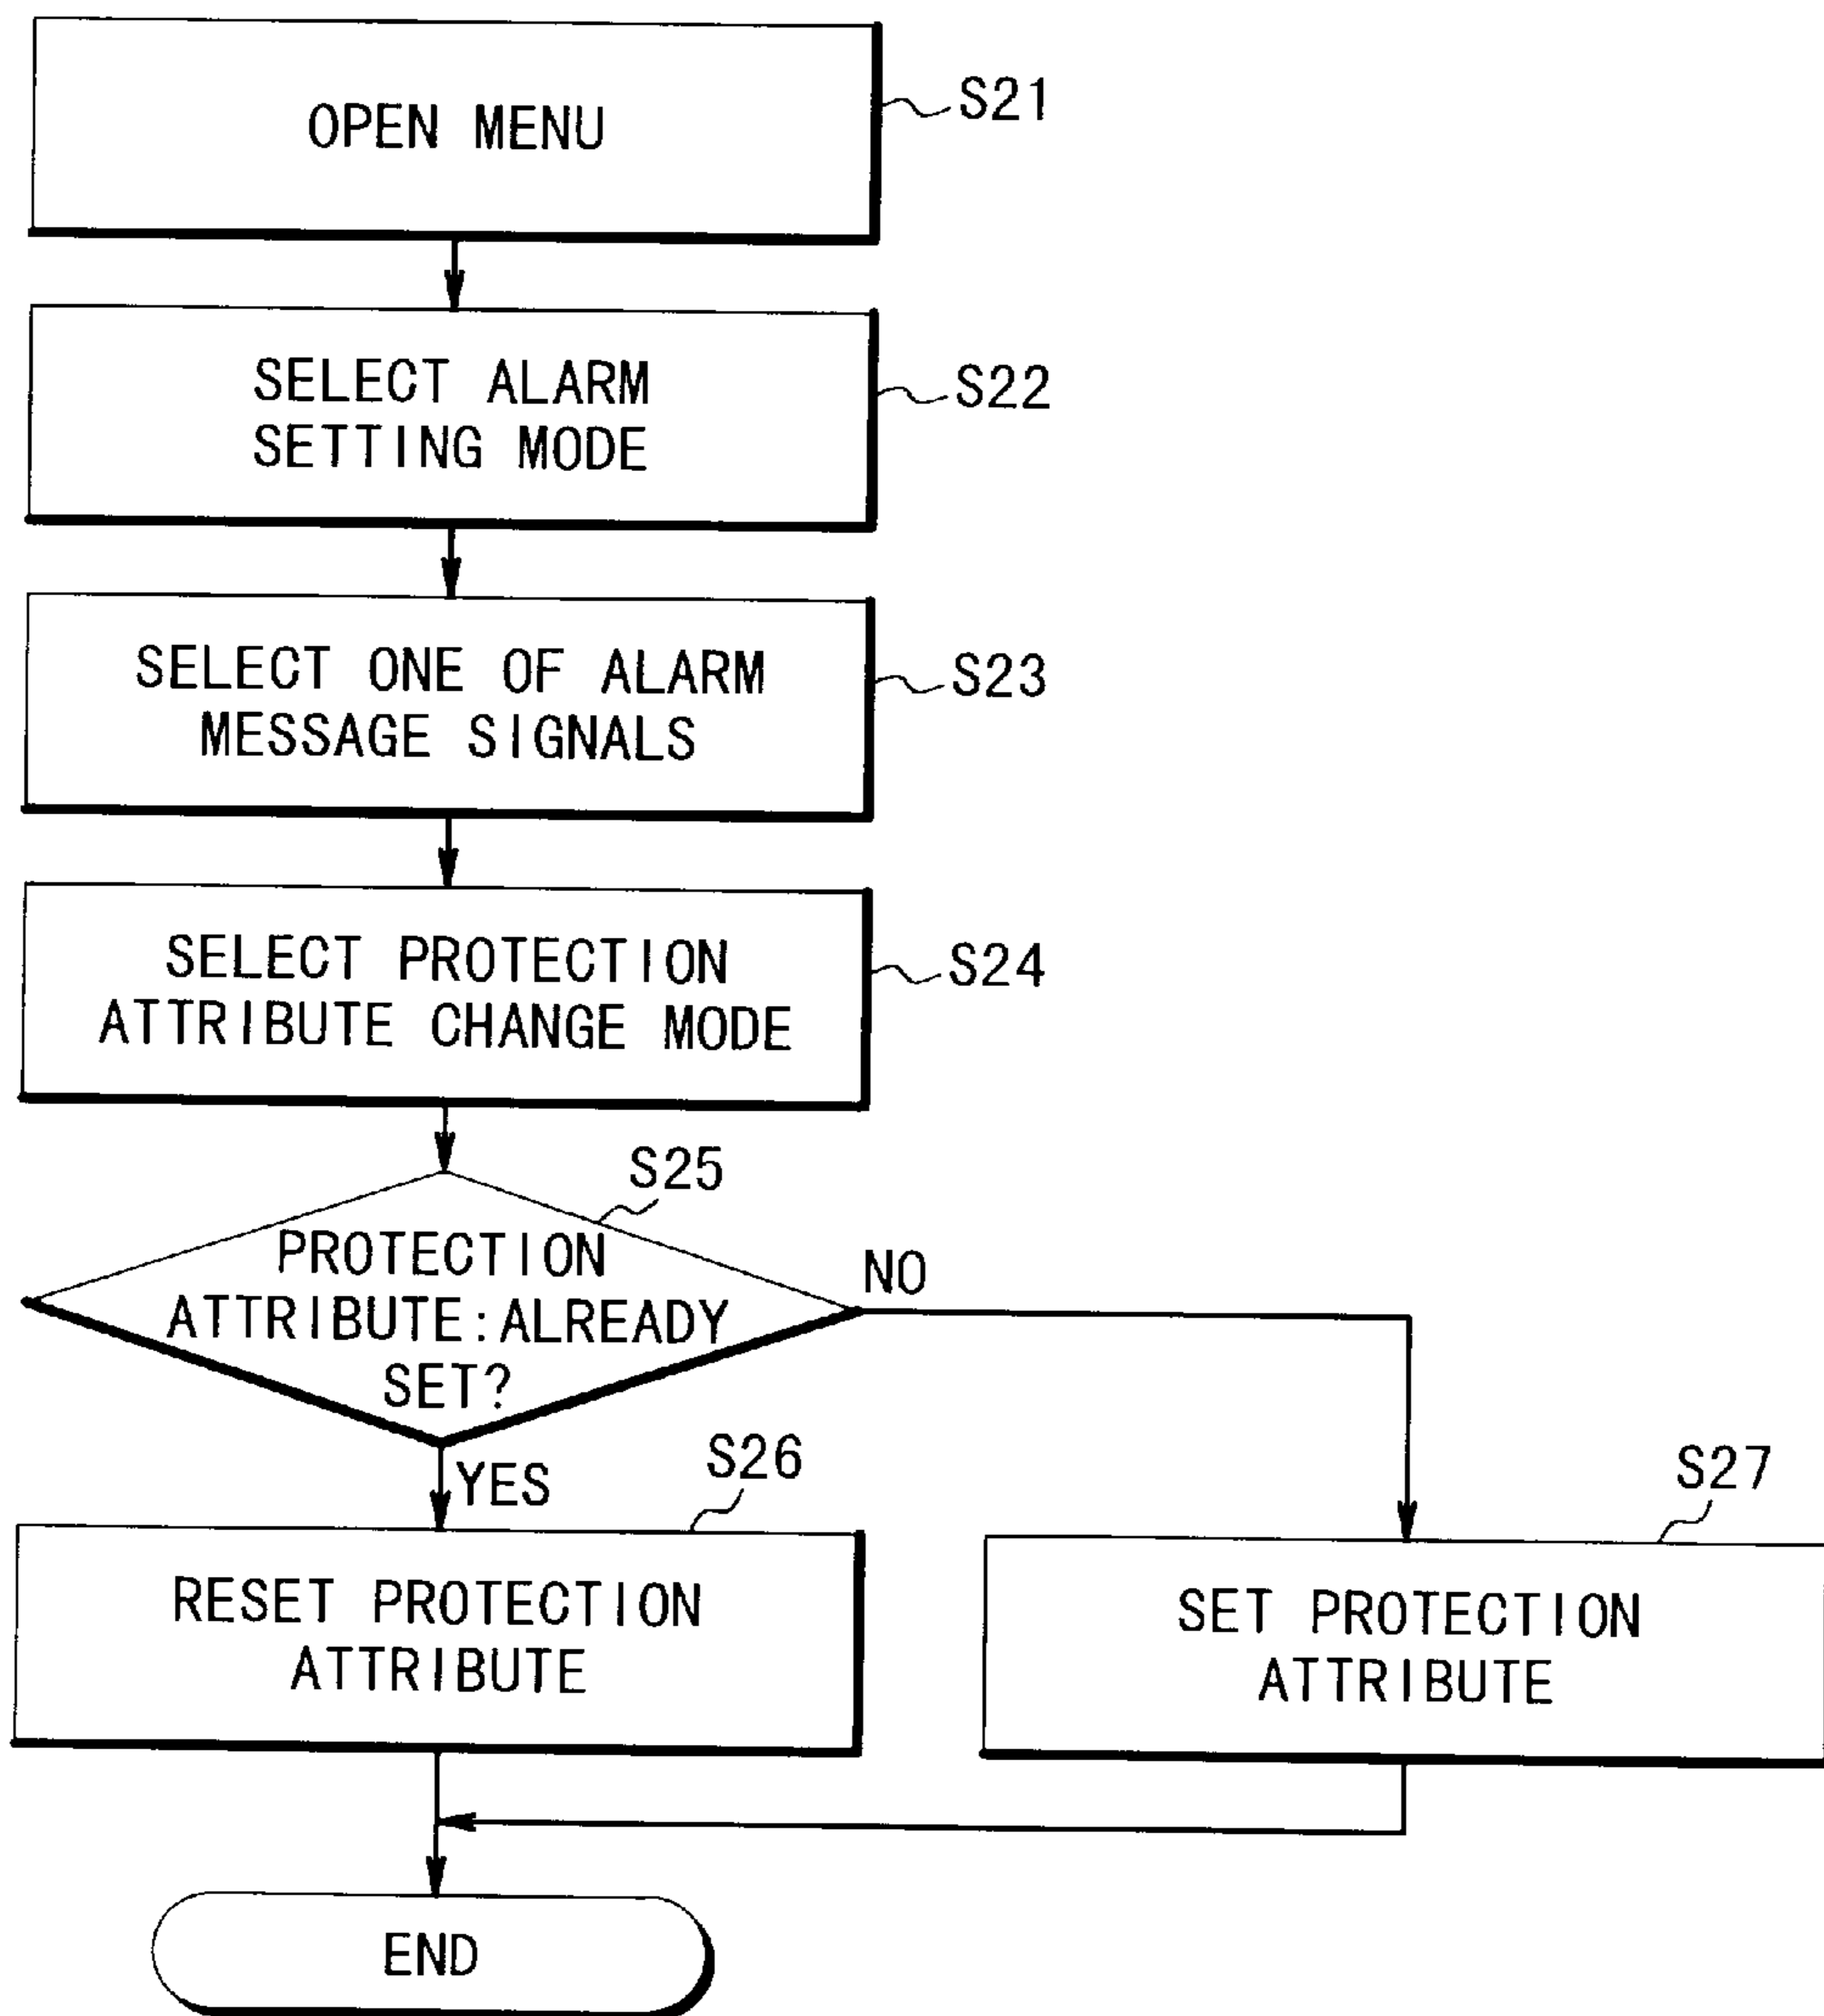 OPEN MENU
S21
SELECT ALARM
SETTING MODE
S22
SELECT ONE OF ALARM
MESSAGE SIGNALS
S23
SELECT PROTECTION
ATTRIBUTE CHANGE MODE
S24
S25
PROTECTION
ATTRIBUTE:ALREADY
SET?
NO
YES
S26
RESET PROTECTION
ATTRIBUTE
S27
SET PROTECTION
ATTRIBUTE
END